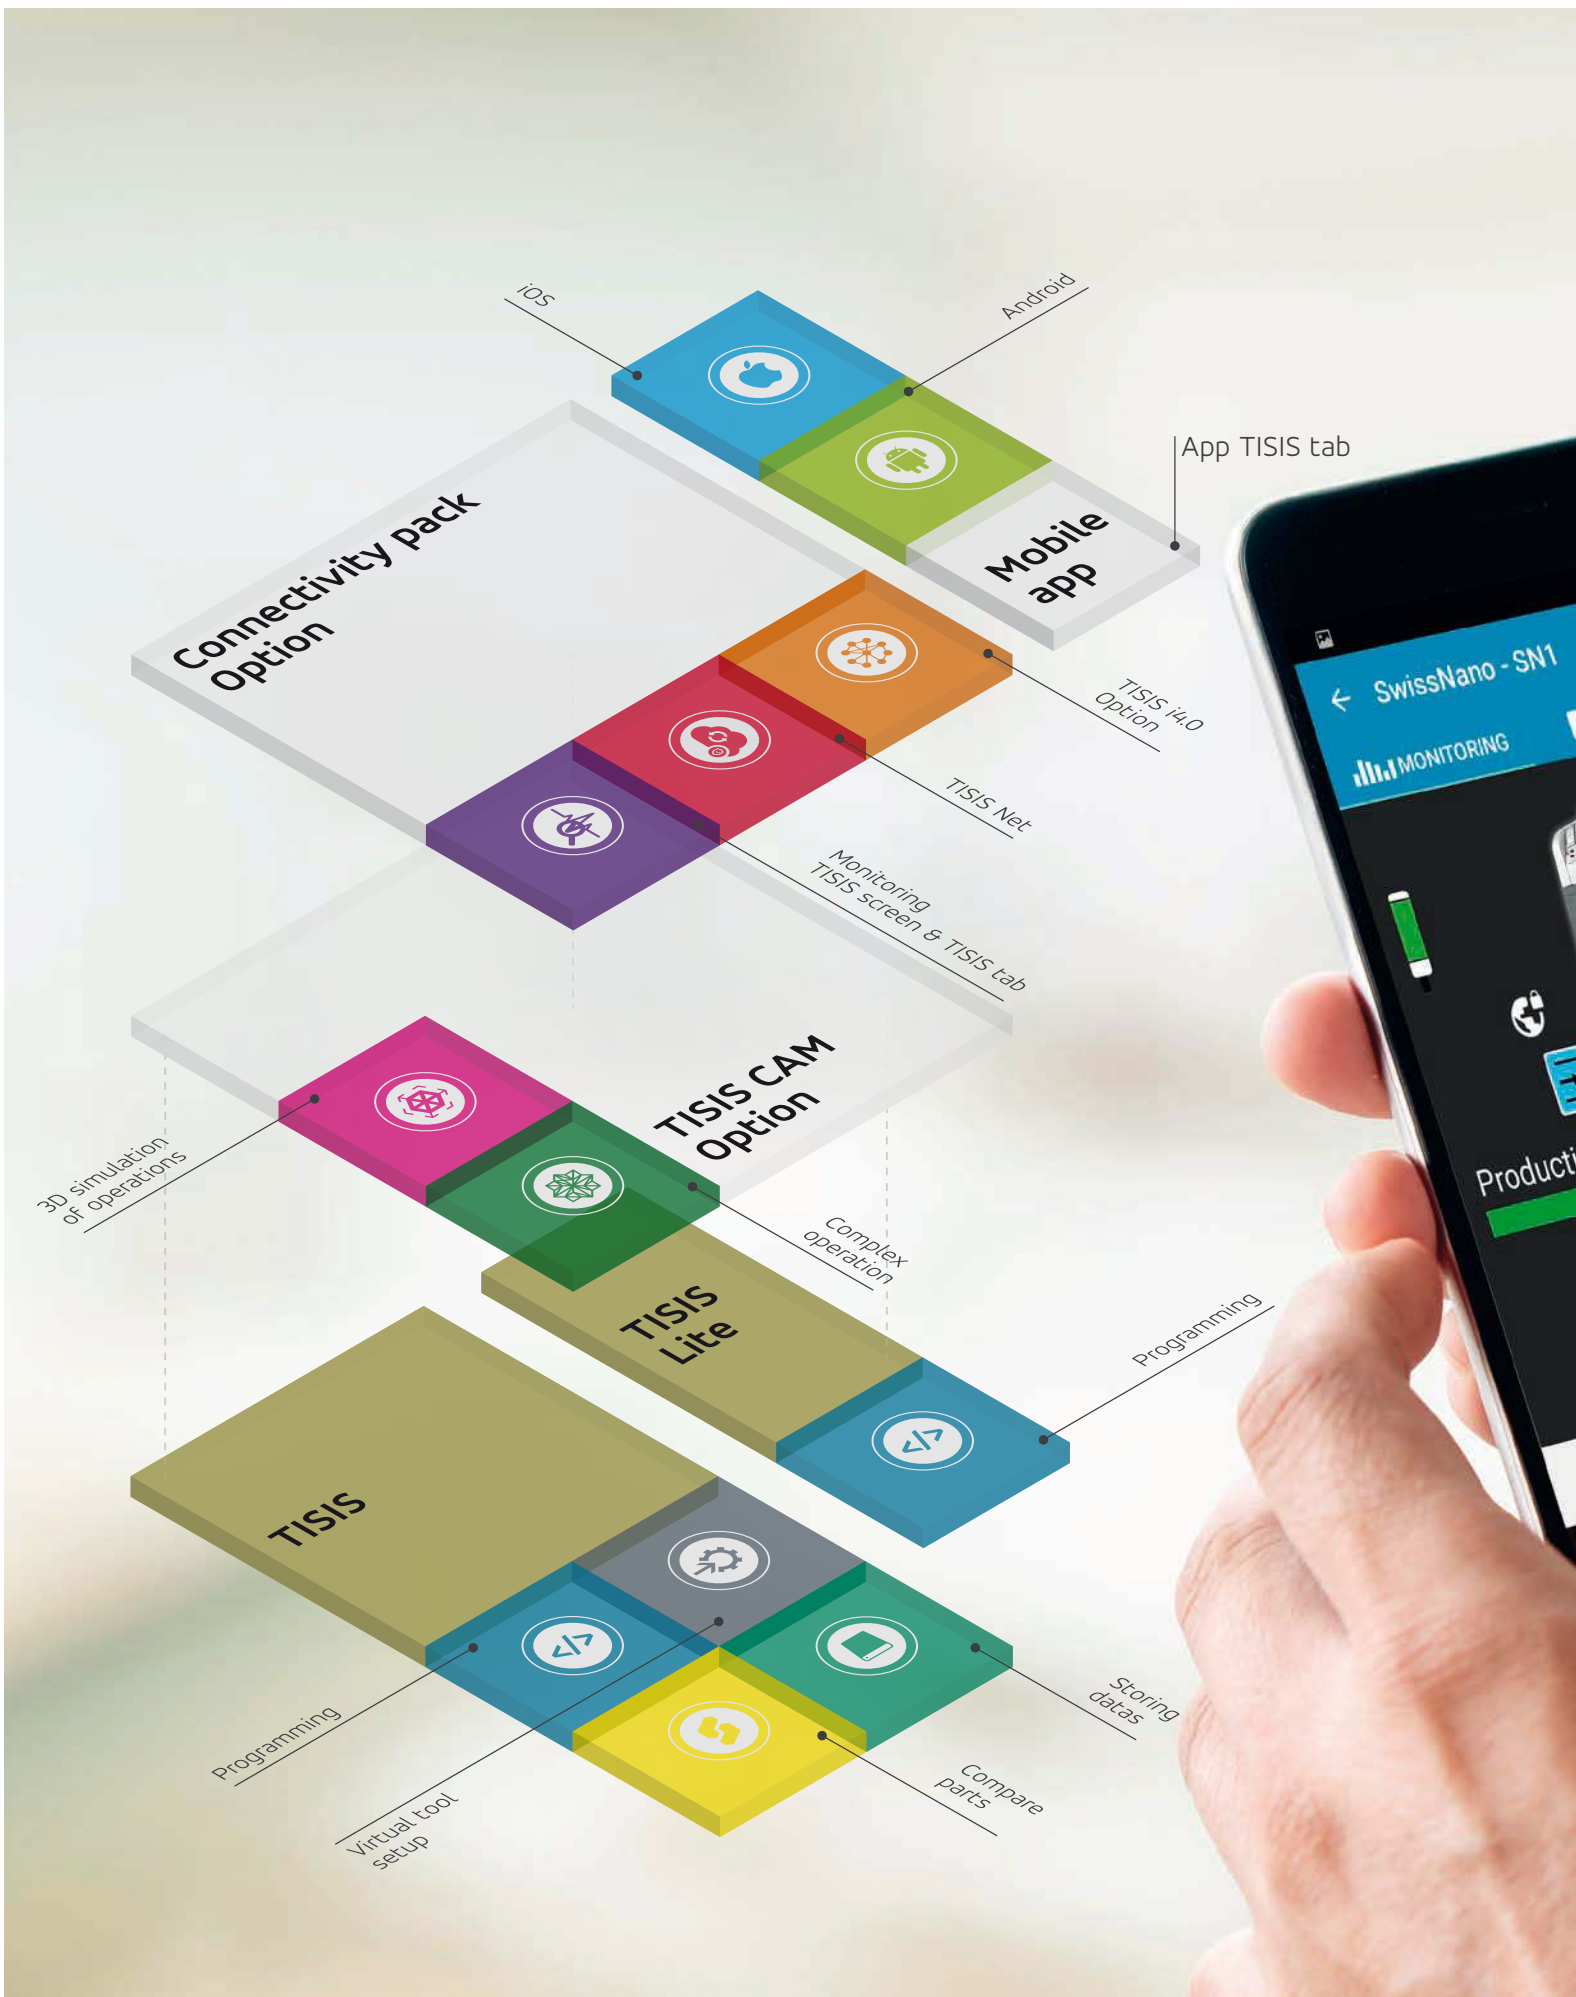 iOS
Android
App TISIS tab
Connectivity pack
Option
Mobile
app
TISIS i4.0
Option
TISIS Net
Monitoring
TISIS screen & TISIS tab
SwissNano - SN1
MONITORING
TISIS CAM
Option
3D simulation
of operations
Complex
operation
TISIS
Lite
Programming
TISIS
Programming
Virtual tool
setup
Storing
datas
Compare
parts
Producti